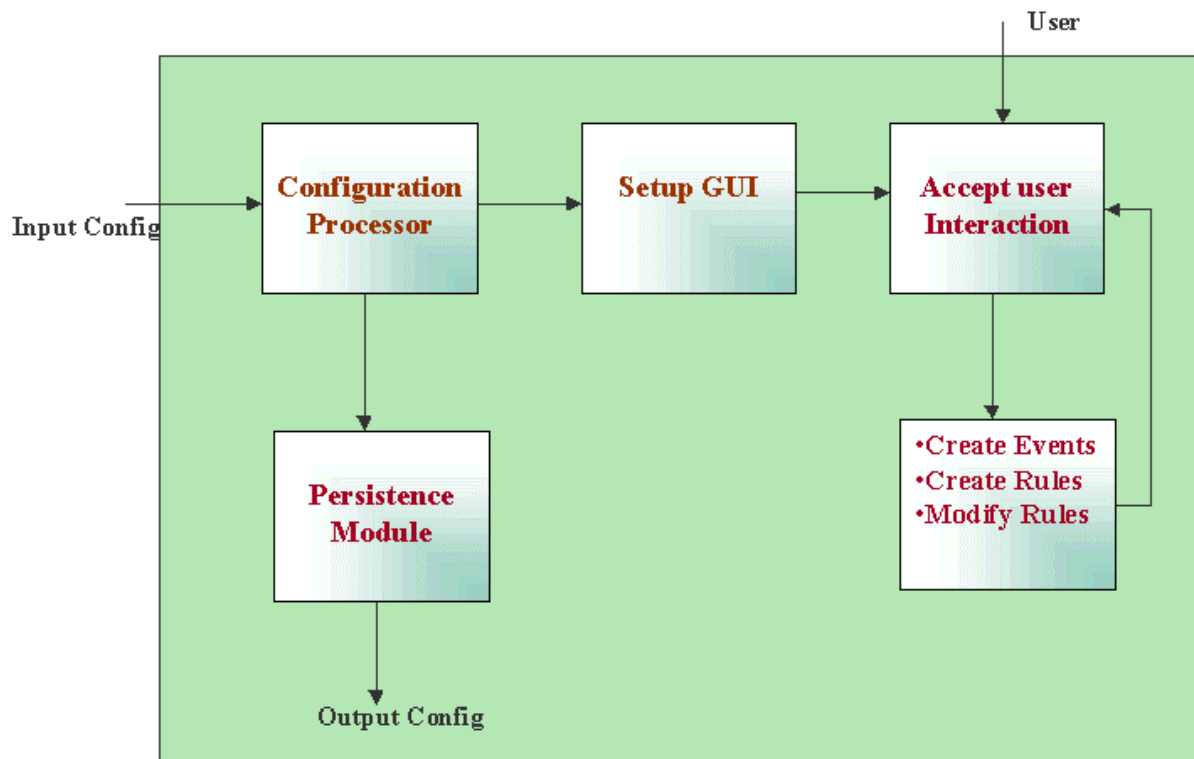 User
Configuration
Processor
Setup GUI
Accept user
Interaction
Input Config
•Create Events
•Create Rules
•Modify Rules
Persistence
Module
Output Config